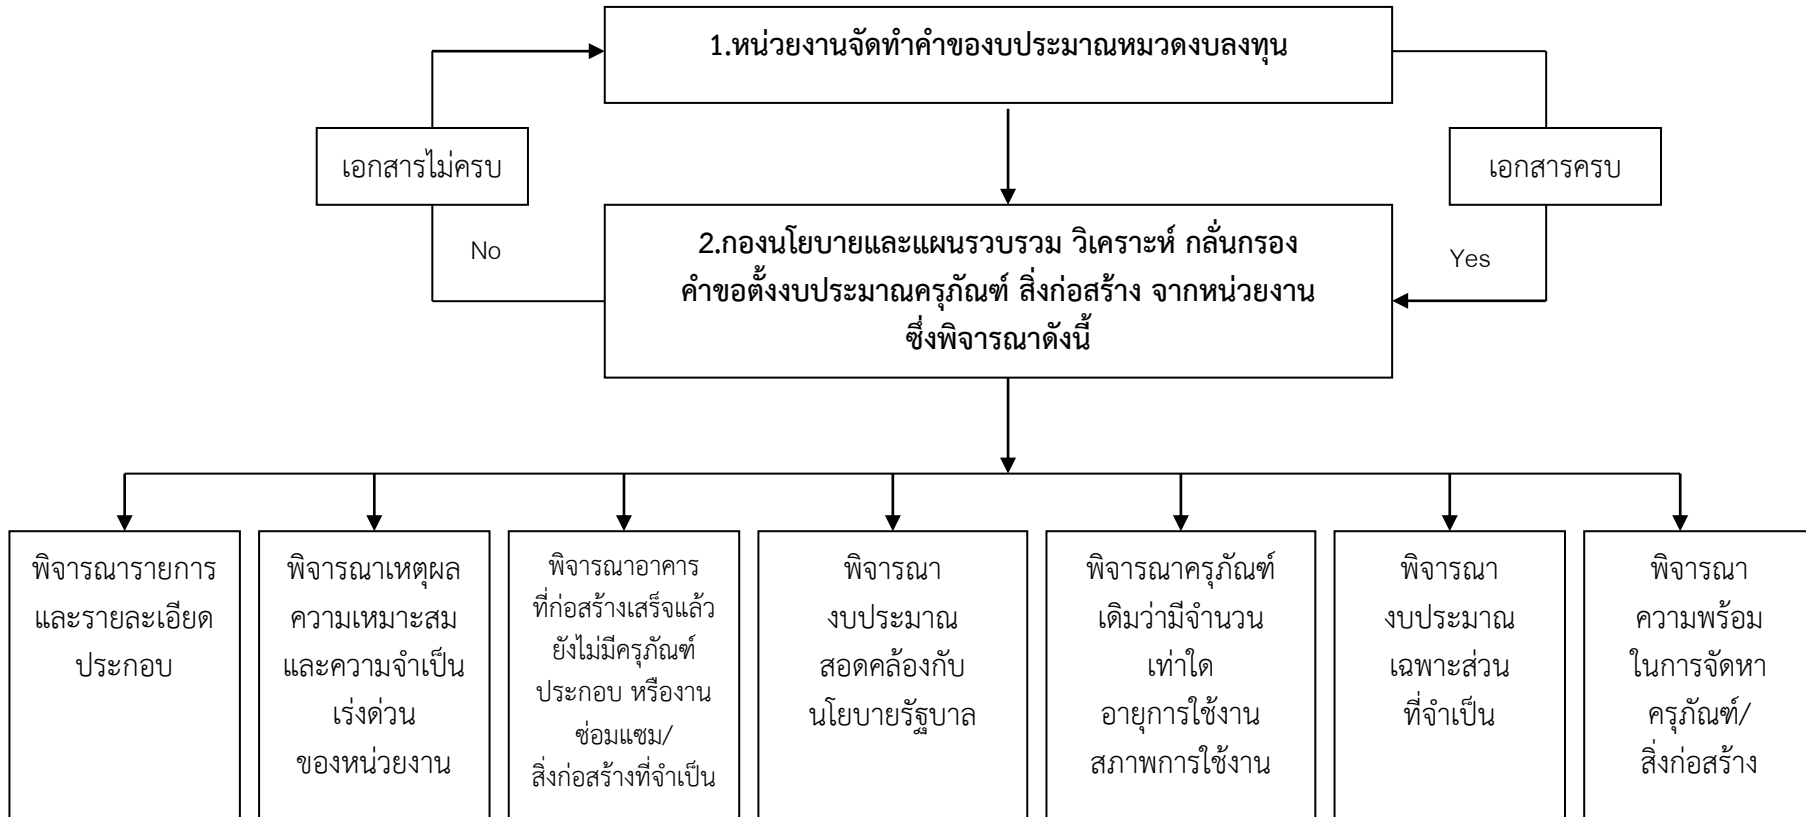 1.หน่วยงานจัดทำคำของบประมาณหมวดงบลงทุน
เอกสารไม่ครบ
เอกสารครบ
No
Yes
2.กองนโยบายและแผนรวบรวม วิเคราะห์ กลั่นกรอง
คำขอตั้งงบประมาณครุภัณฑ์ สิ่งก่อสร้าง จากหน่วยงาน
ซึ่งพิจารณาดังนี้
พิจารณารายการ
และรายละเอียด
ประกอบ
พิจารณาเหตุผล
ความเหมาะสม
และความจำเป็น
เร่งด่วน
ของหน่วยงาน
พิจารณาอาคาร
ที่ก่อสร้างเสร็จแล้ว
ยังไม่มีครุภัณฑ์
ประกอบ หรืองาน
ซ่อมแซม/
สิ่งก่อสร้างที่จำเป็น
พิจารณา
งบประมาณ
สอดคล้องกับ
นโยบายรัฐบาล
พิจารณาครุภัณฑ์
เดิมว่ามีจำนวน
เท่าใด
อายุการใช้งาน
สภาพการใช้งาน
พิจารณา
งบประมาณ
เฉพาะส่วน
ที่จำเป็น
พิจารณา
ความพร้อม
ในการจัดหา
ครุภัณฑ์/
สิ่งก่อสร้าง